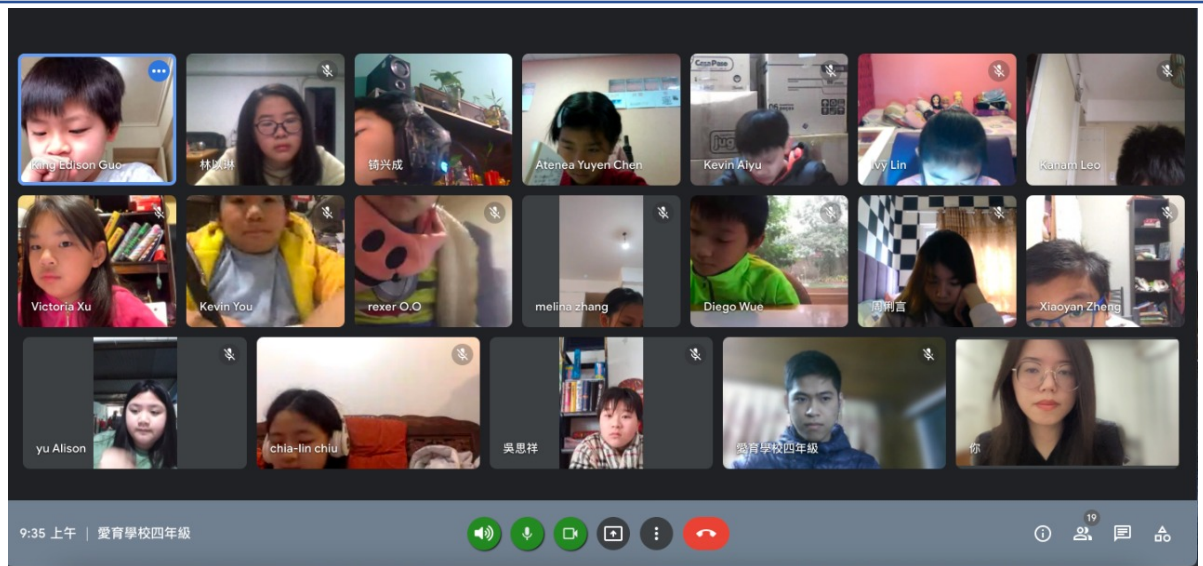 King Edison Guo
林以琳
锜兴成
Atenea Yuyen Chen
CasaPase
Kevin Aiyu
Ivy Lin
Kanam Leo
Victoria Xu
Kevin You
rexer O.O
melina zhang
Diego Wue
周俐言
Xiaoyan Zheng
yu Alison
chia-lin chiu
吳思祥
愛育學校四年級
你
9:35 上午 | 愛育學校四年級
19